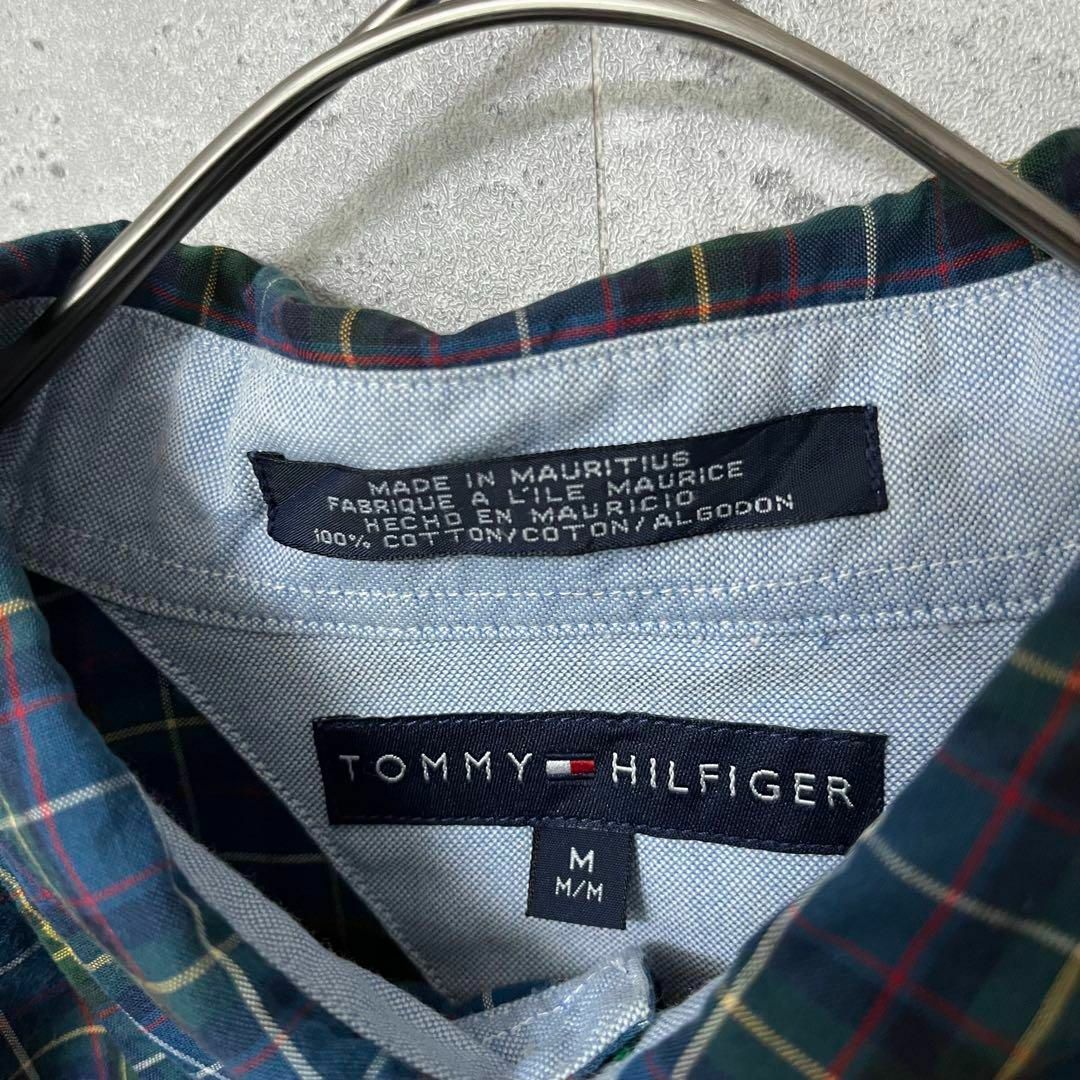 MADE IN MAURITIUS
FABRIQUE A L'ILE MAURICE
HECHO EN MAURICIO
100% COTTON/COTON/ALGODON
TOMMY HILFIGER
M
M/M